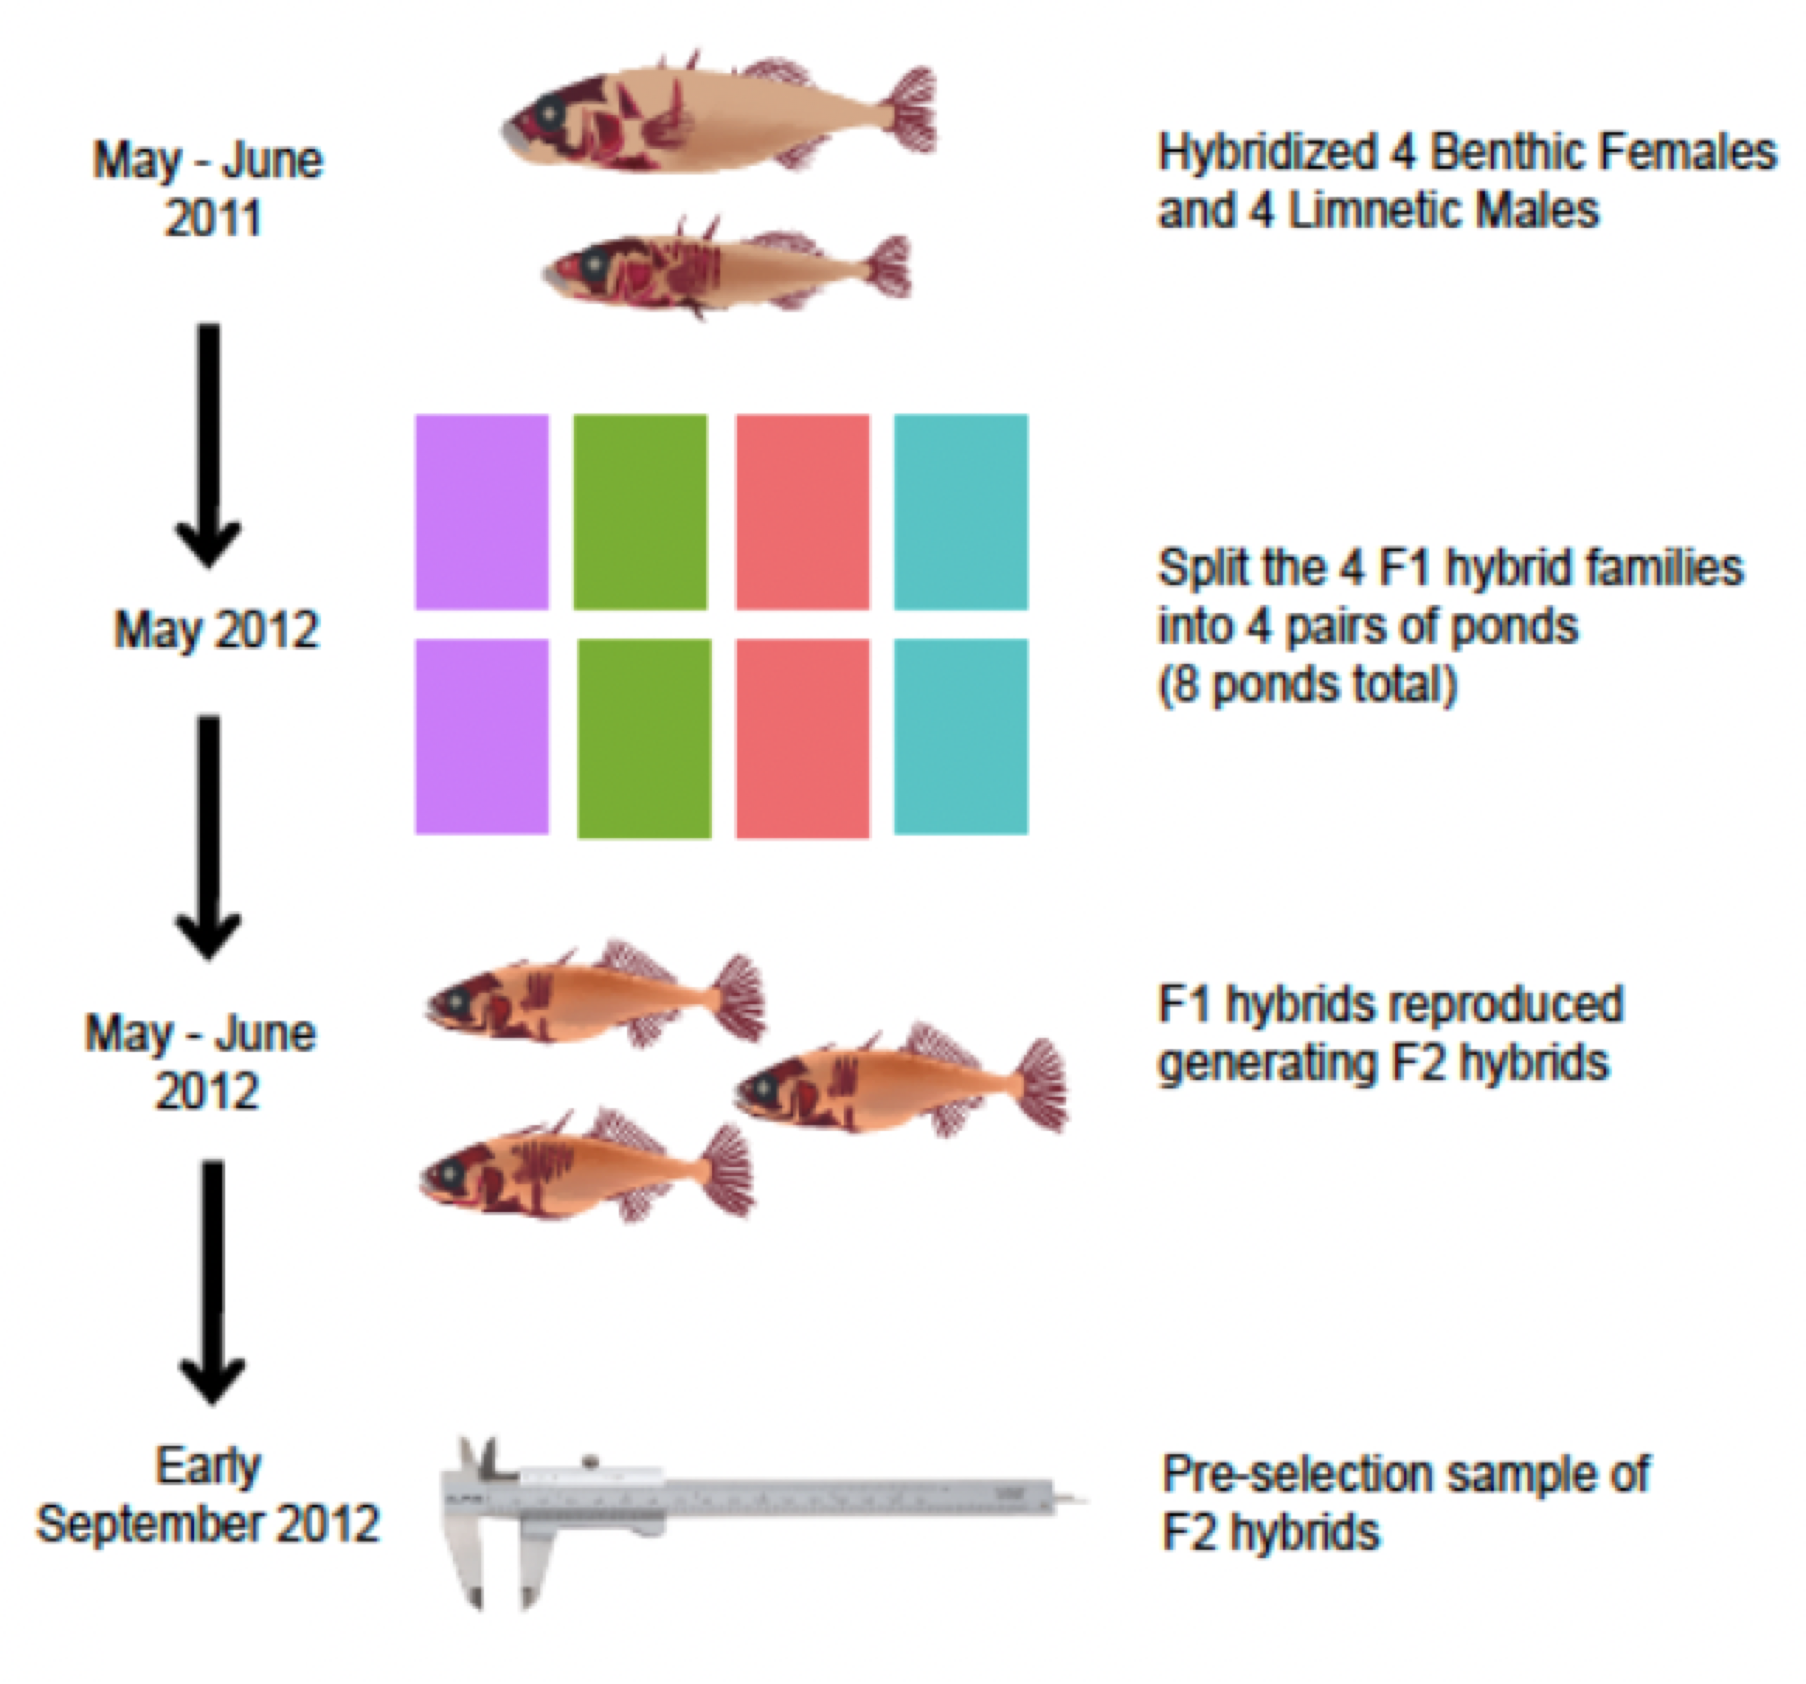 May - June
2011
Hybridized 4 Benthic Females
and 4 Limnetic Males
May 2012
Split the 4 F1 hybrid families
into 4 pairs of ponds
(8 ponds total)
May - June
2012
F1 hybrids reproduced
generating F2 hybrids
Early
September 2012
Pre-selection sample of
F2 hybrids